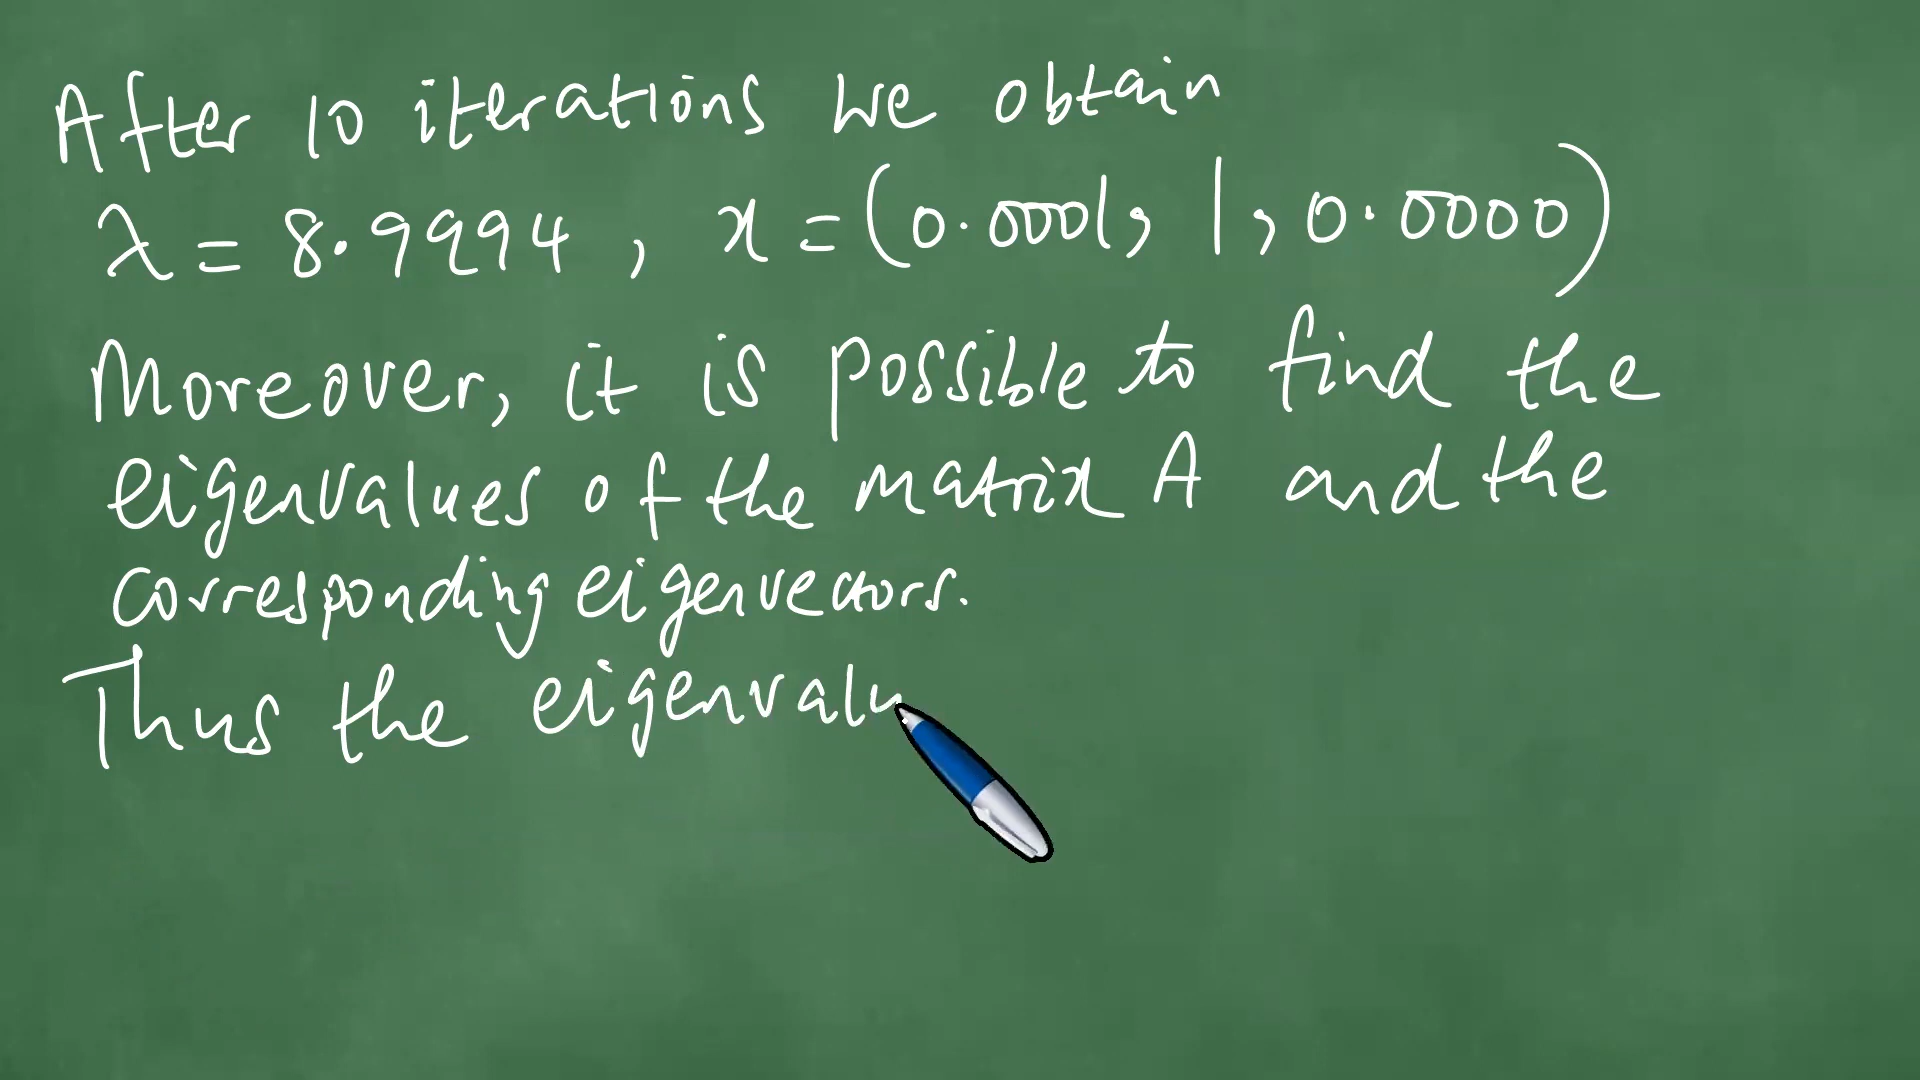 After 10 iterations we obtain
λ = 8.9994 , x = (0.0001, 1, 0.0000)
Moreover, it is possible to find the
eigenvalues of the matrix A and the
corresponding eigenvectors.
Thus the eigenvalu